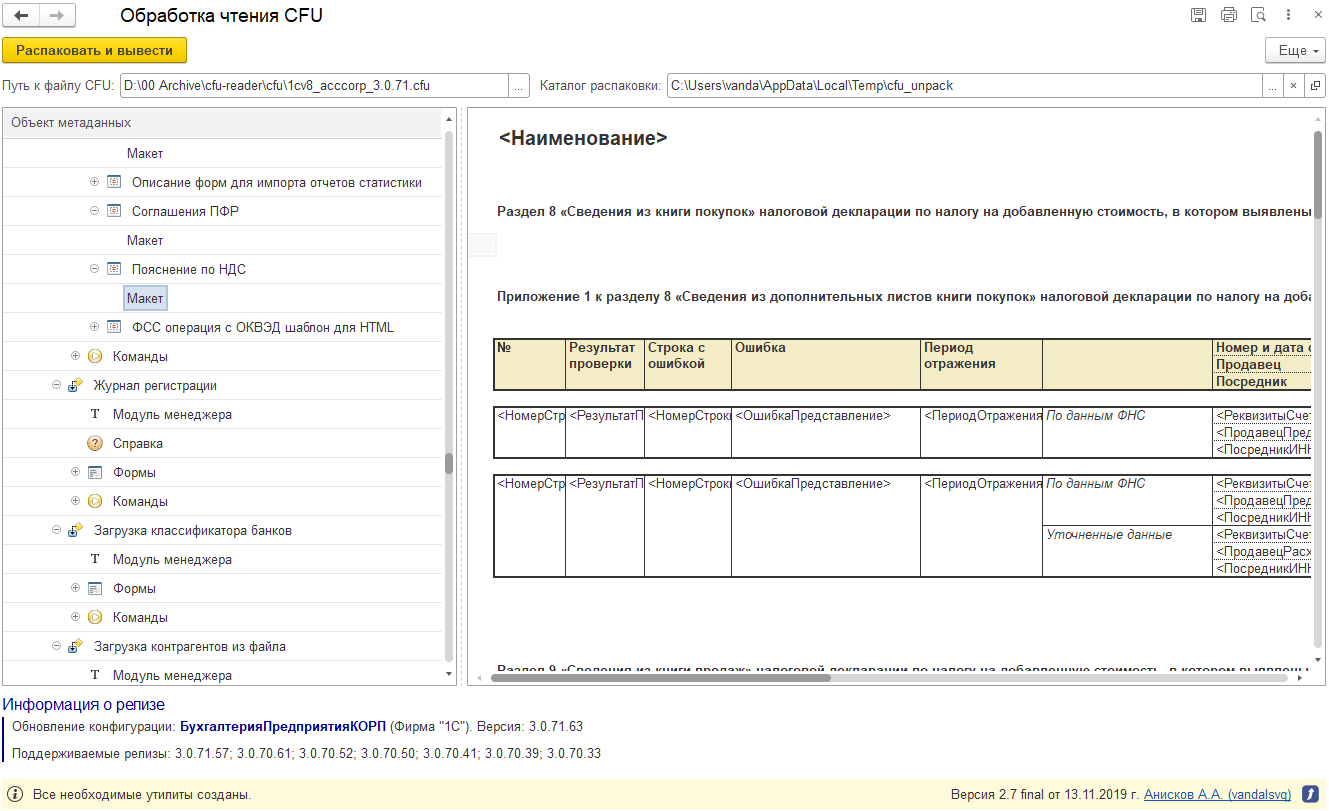 Обработка чтения CFU
Распаковать и вывести
Еще
Путь к файлу CFU: D:\00 Archive\cfu-reader\cfu\1cv8_acccorp_3.0.71.cfu ... Каталог распаковки: C:\Users\vanda\AppData\Local\Temp\cfu_unpack ... ×
Объект метаданных
Макет
Описание форм для импорта отчетов статистики
Соглашения ПФР
Макет
Пояснение по НДС
Макет
ФСС операция с ОКВЭД шаблон для HTML
Команды
Журнал регистрации
Т Модуль менеджера
? Справка
Формы
Команды
Загрузка классификатора банков
Т Модуль менеджера
Формы
Команды
Загрузка контрагентов из файла
Т Модуль менеджера
<Наименование>
Раздел 8 «Сведения из книги покупок» налоговой декларации по налогу на добавленную стоимость, в котором выявлены
Приложение 1 к разделу 8 «Сведения из дополнительных листов книги покупок» налоговой декларации по налогу на доба
№ Результат проверки Строка с ошибкой Ошибка Период отражения Номер и дата с
Продавец
Посредник
<НомерСтр <РезультатП <НомерСтроки <ОшибкаПредставление> <ПериодОтражения По данным ФНС <РеквизитыСчет
<ПродавецПред
<ПосредникИНН
<НомерСтр <РезультатП <НомерСтроки <ОшибкаПредставление> <ПериодОтражения По данным ФНС <РеквизитыСчет
<ПродавецПред
<ПосредникИНН
Уточненные данные <РеквизитыСчет
<ПродавецРасх
<ПосредникИНН
Раздел 9 «Сведения из книги продаж» налоговой декларации по налогу на добавленную стоимость, в котором выявлены
Информация о релизе
Обновление конфигурации: БухгалтерияПредприятияКОРП (Фирма "1С"). Версия: 3.0.71.63
Поддерживаемые релизы: 3.0.71.57; 3.0.70.61; 3.0.70.52; 3.0.70.50; 3.0.70.41; 3.0.70.39; 3.0.70.33
Все необходимые утилиты созданы.
Версия 2.7 final от 13.11.2019 г. Анисков А.А. (vandalsvq)